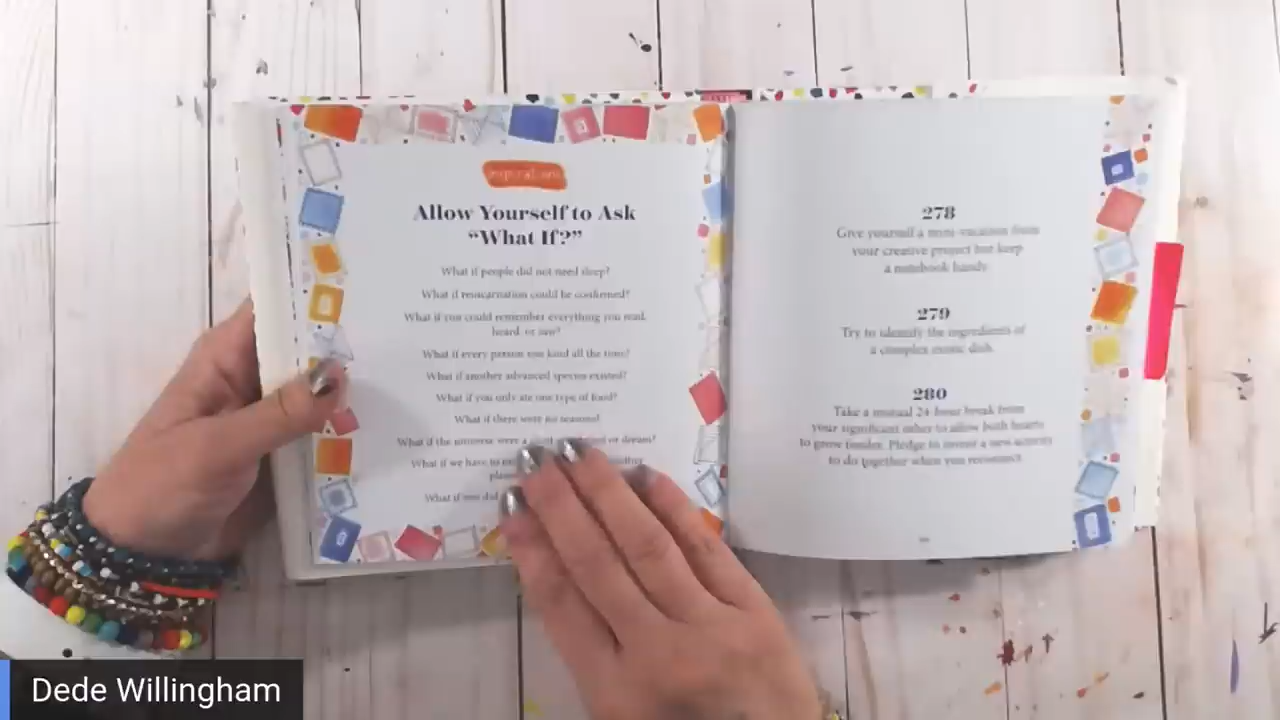 inspirations
Allow Yourself to Ask
“What If?”
What if people did not need sleep?
What if reincarnation could be confirmed?
What if you could remember everything you read,
heard, or saw?
What if every person was kind all the time?
What if another advanced species existed?
What if you only ate one type of food?
What if there were no seasons?
What if the universe were a or dream?
What if we have to another
What if you did
278
Give yourself a mini-vacation from
your creative project but keep
a notebook handy.
279
Try to identify the ingredients of
a complex exotic dish.
280
Take a mutual 24-hour break from
your significant other to allow both hearts
to grow fonder. Pledge to invent a new activity
to do together when you reconnect.
Dede Willingham